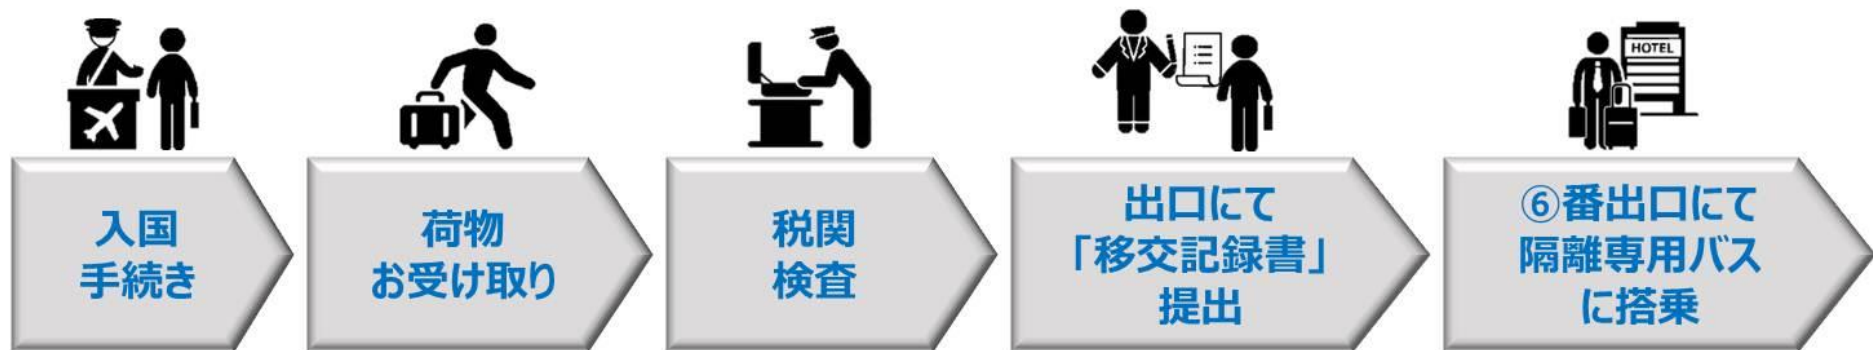 HOTEL
入国
手続き
荷物
お受け取り
税関
検査
出口にて
「移交記録書」
提出
⑥番出口にて
隔離専用バス
に搭乗